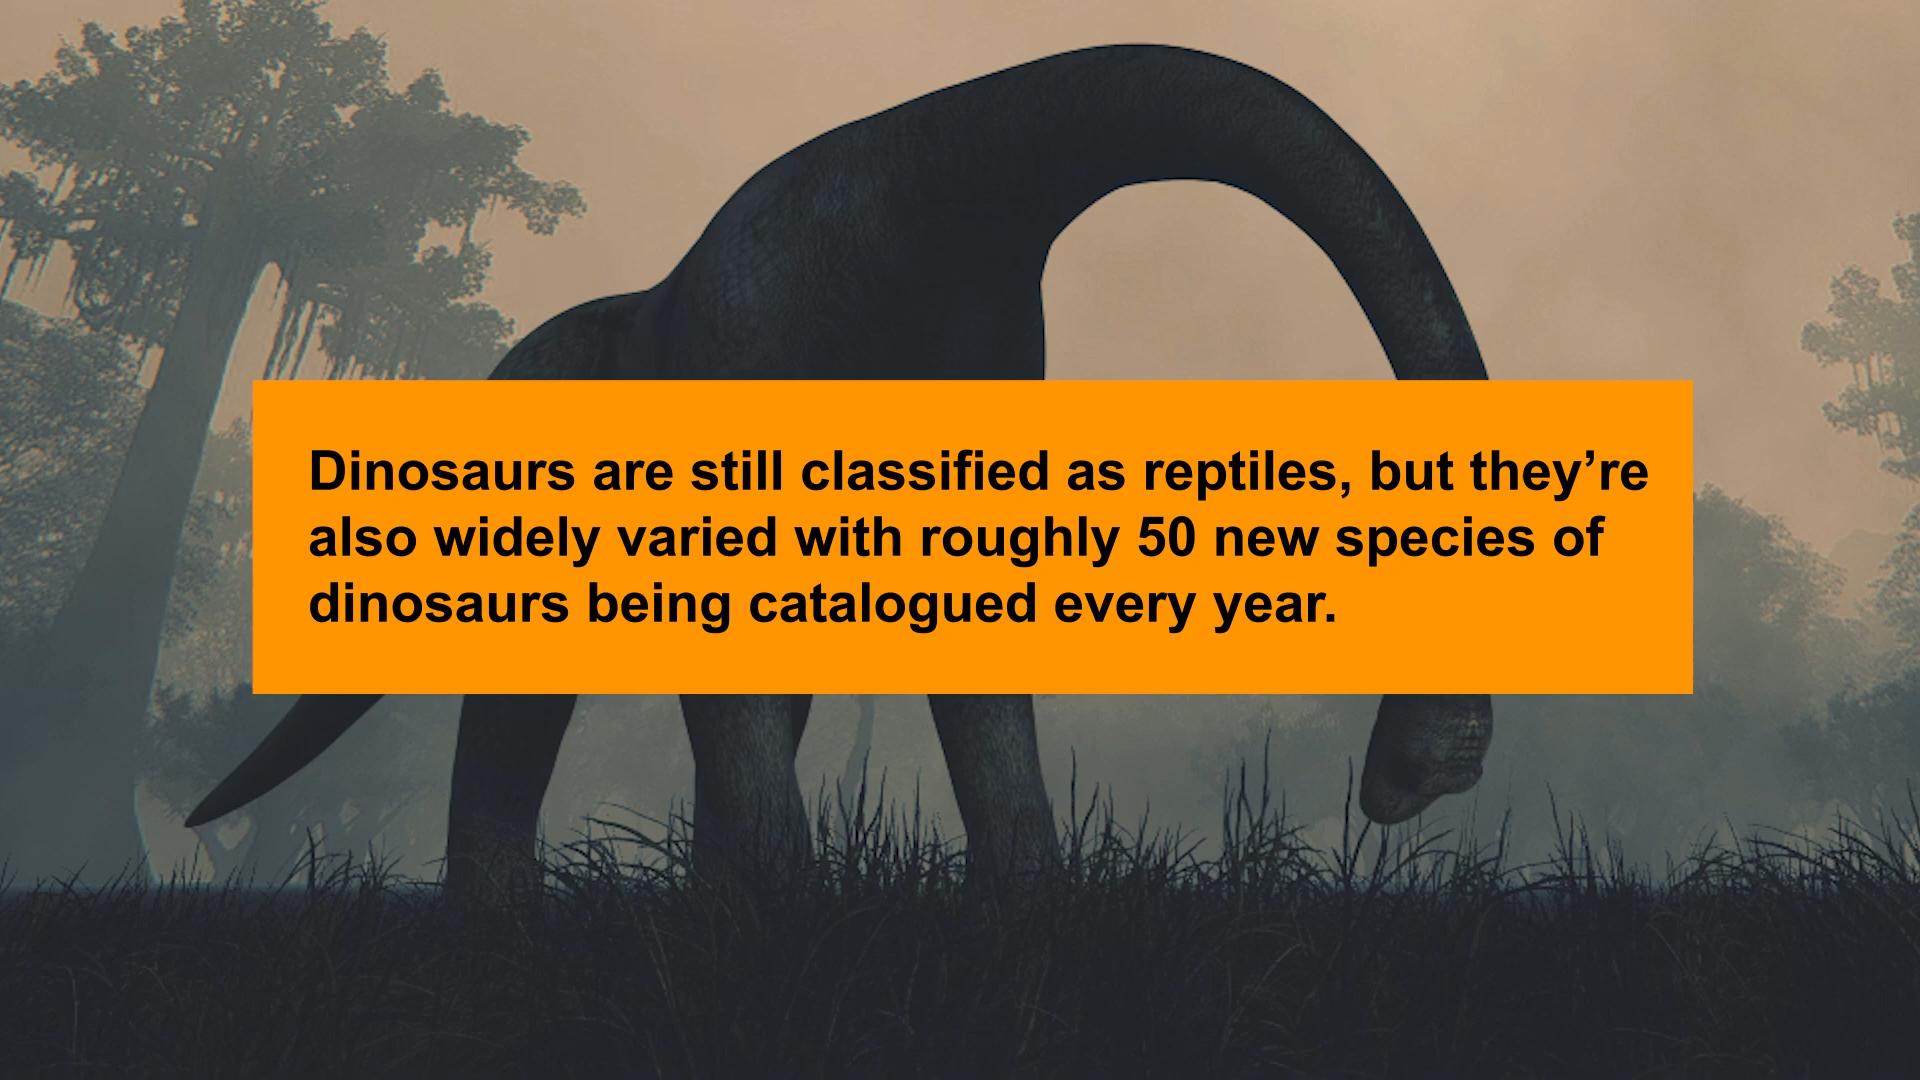 Dinosaurs are still classified as reptiles, but they’re
also widely varied with roughly 50 new species of
dinosaurs being catalogued every year.